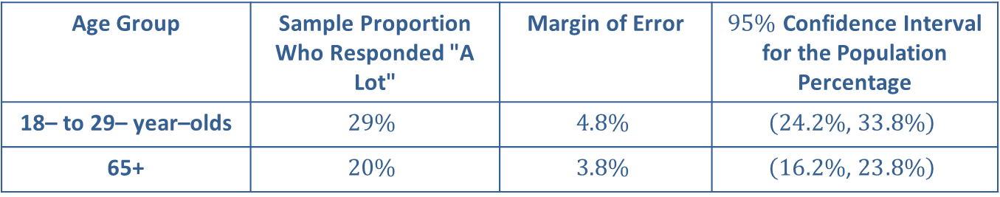 Age Group
Sample Proportion
Who Responded "A
Lot"
Margin of Error
95% Confidence Interval
for the Population
Percentage
18– to 29– year–olds
29%
4.8%
(24.2%, 33.8%)
65+
20%
3.8%
(16.2%, 23.8%)